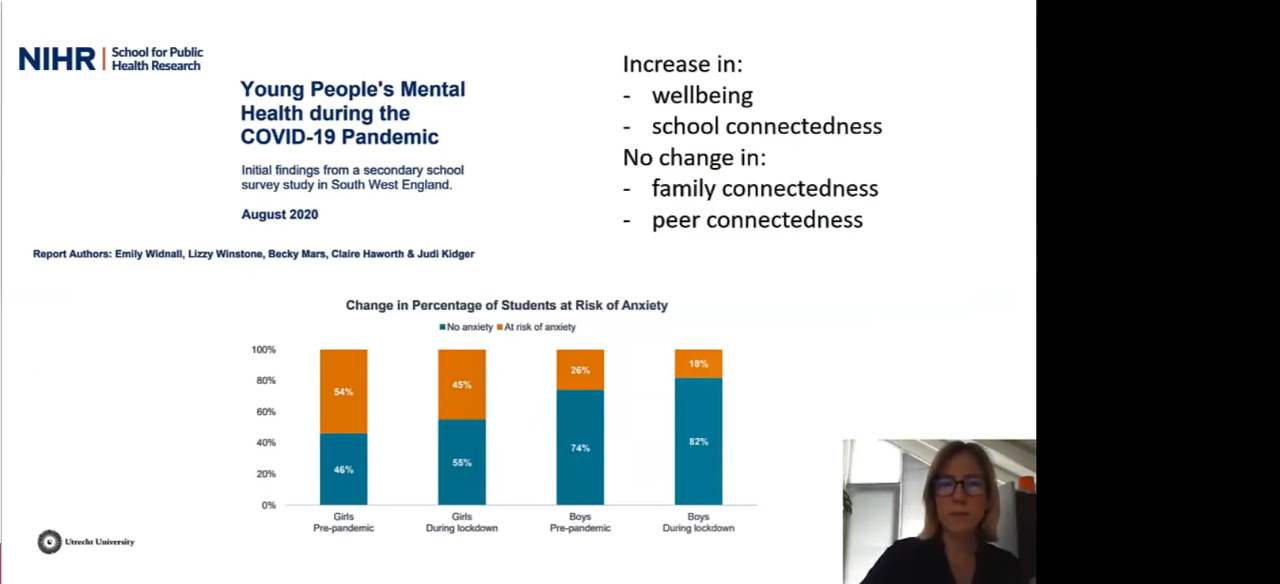 NIHR | School for Public
Health Research
Young People's Mental
Health during the
COVID-19 Pandemic
Initial findings from a secondary school
survey study in South West England.
August 2020
Report Authors: Emily Widnall, Lizzy Winstone, Becky Mars, Claire Haworth & Judi Kidger
Increase in:
- wellbeing
- school connectedness
No change in:
- family connectedness
- peer connectedness
Change in Percentage of Students at Risk of Anxiety
No anxiety At risk of anxiety
100%
80%
60%
40%
20%
0%
54%
46%
45%
55%
26%
74%
18%
82%
Girls
Pre-pandemic
Girls
During lockdown
Boys
Pre-pandemic
Boys
During lockdown
Utrecht University